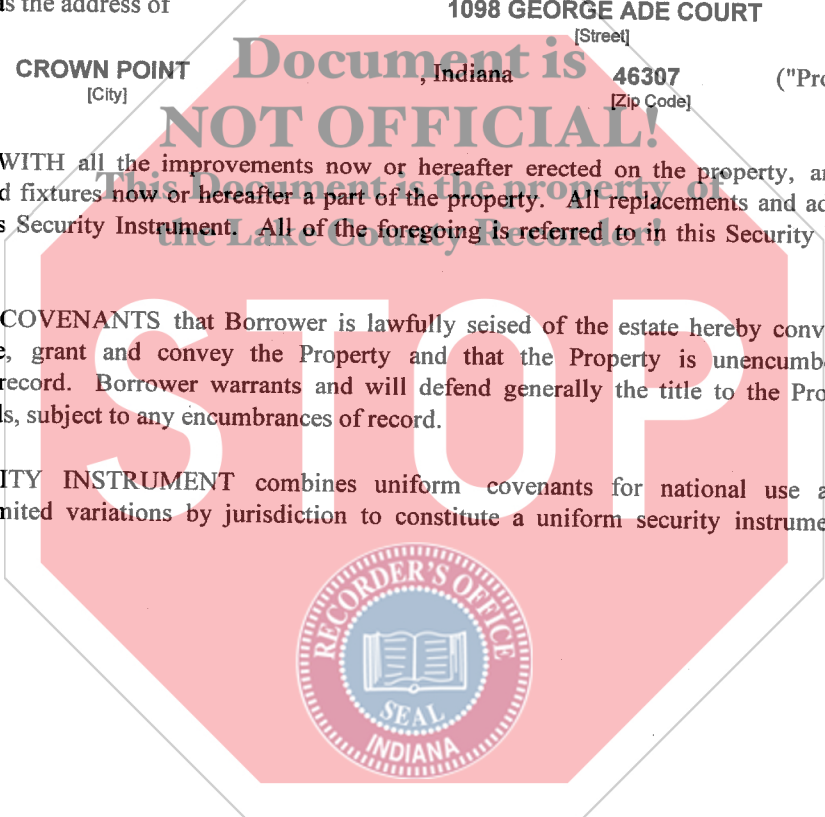 as the address of
1098 GEORGE ADE COURT
[Street]
CROWN POINT , Indiana 46307 ("Pro
[City] [Zip Code]
Document is
NOT OFFICIAL!
This Document is the property of
the Lake County Recorder!
WITH all the improvements now or hereafter erected on the property, an
d fixtures now or hereafter a part of the property. All replacements and ad
s Security Instrument. All of the foregoing is referred to in this Security
COVENANTS that Borrower is lawfully seised of the estate hereby conv
e, grant and convey the Property and that the Property is unencumb
record. Borrower warrants and will defend generally the title to the Pro
ds, subject to any encumbrances of record.
ITY INSTRUMENT combines uniform covenants for national use a
mited variations by jurisdiction to constitute a uniform security instrume
STOP
RECORDER'S OFFICE
SEAL
INDIANA